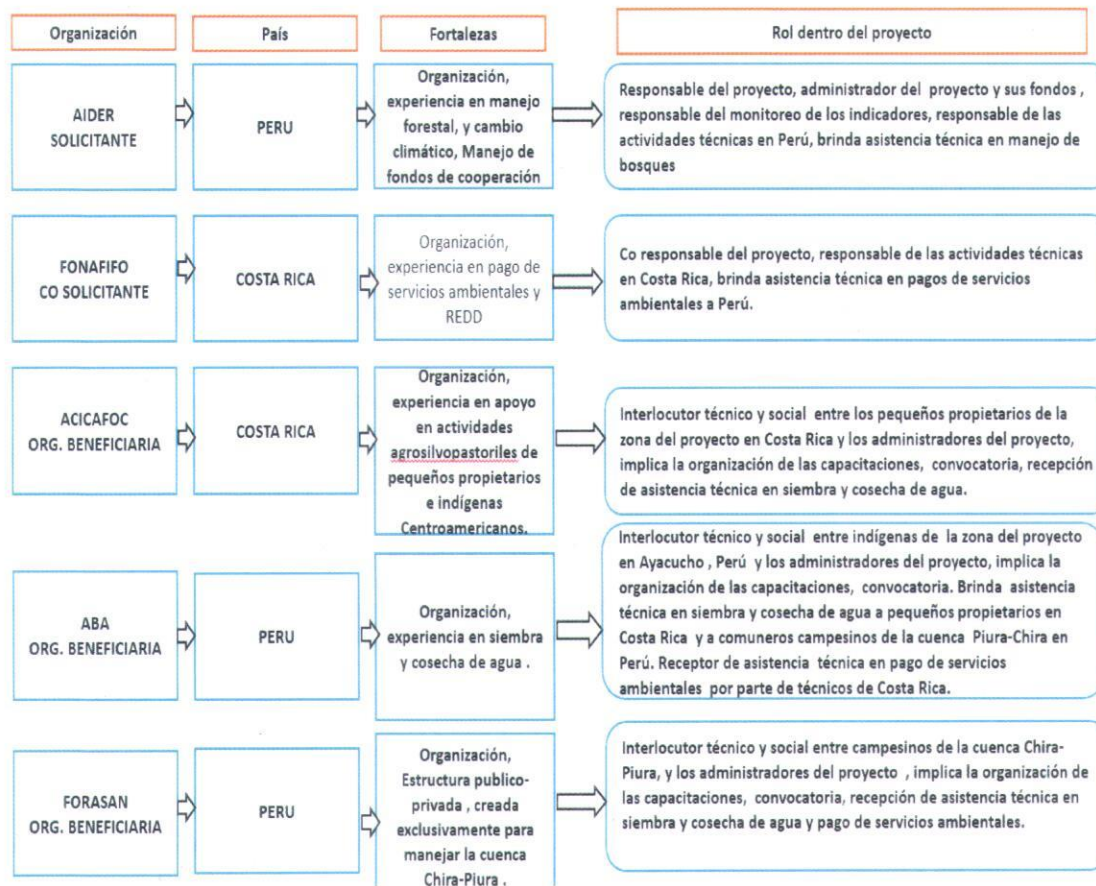 Organización
País
Fortalezas
Rol dentro del proyecto
AIDER
SOLICITANTE
PERU
Organización,
experiencia en manejo
forestal, y cambio
climático, Manejo de
fondos de cooperación
Responsable del proyecto, administrador del proyecto y sus fondos ,
responsable del monitoreo de los indicadores, responsable de las
actividades técnicas en Perú, brinda asistencia técnica en manejo de
bosques
FONAFIFO
CO SOLICITANTE
COSTA RICA
Organización,
experiencia en pago de
servicios ambientales y
REDD
Co responsable del proyecto, responsable de las actividades técnicas
en Costa Rica, brinda asistencia técnica en pagos de servicios
ambientales a Perú.
ACICAFOC
ORG. BENEFICIARIA
COSTA RICA
Organización,
experiencia en apoyo
en actividades
agrosilvopastoriles de
pequeños propietarios
e indígenas
Centroamericanos.
Interlocutor técnico y social entre los pequeños propietarios de la
zona del proyecto en Costa Rica y los administradores del proyecto,
implica la organización de las capacitaciones, convocatoria, recepción
de asistencia técnica en siembra y cosecha de agua.
ABA
ORG. BENEFICIARIA
PERU
Organización,
experiencia en siembra
y cosecha de agua .
Interlocutor técnico y social entre indígenas de la zona del proyecto
en Ayacucho , Perú y los administradores del proyecto, implica la
organización de las capacitaciones, convocatoria. Brinda asistencia
técnica en siembra y cosecha de agua a pequeños propietarios en
Costa Rica y a comuneros campesinos de la cuenca Piura-Chira en
Perú. Receptor de asistencia técnica en pago de servicios
ambientales por parte de técnicos de Costa Rica.
FORASAN
ORG. BENEFICIARIA
PERU
Organización,
Estructura publico-
privada , creada
exclusivamente para
manejar la cuenca
Chira-Piura .
Interlocutor técnico y social entre campesinos de la cuenca Chira-
Piura, y los administradores del proyecto , implica la organización de
las capacitaciones, convocatoria, recepción de asistencia técnica en
siembra y cosecha de agua y pago de servicios ambientales.